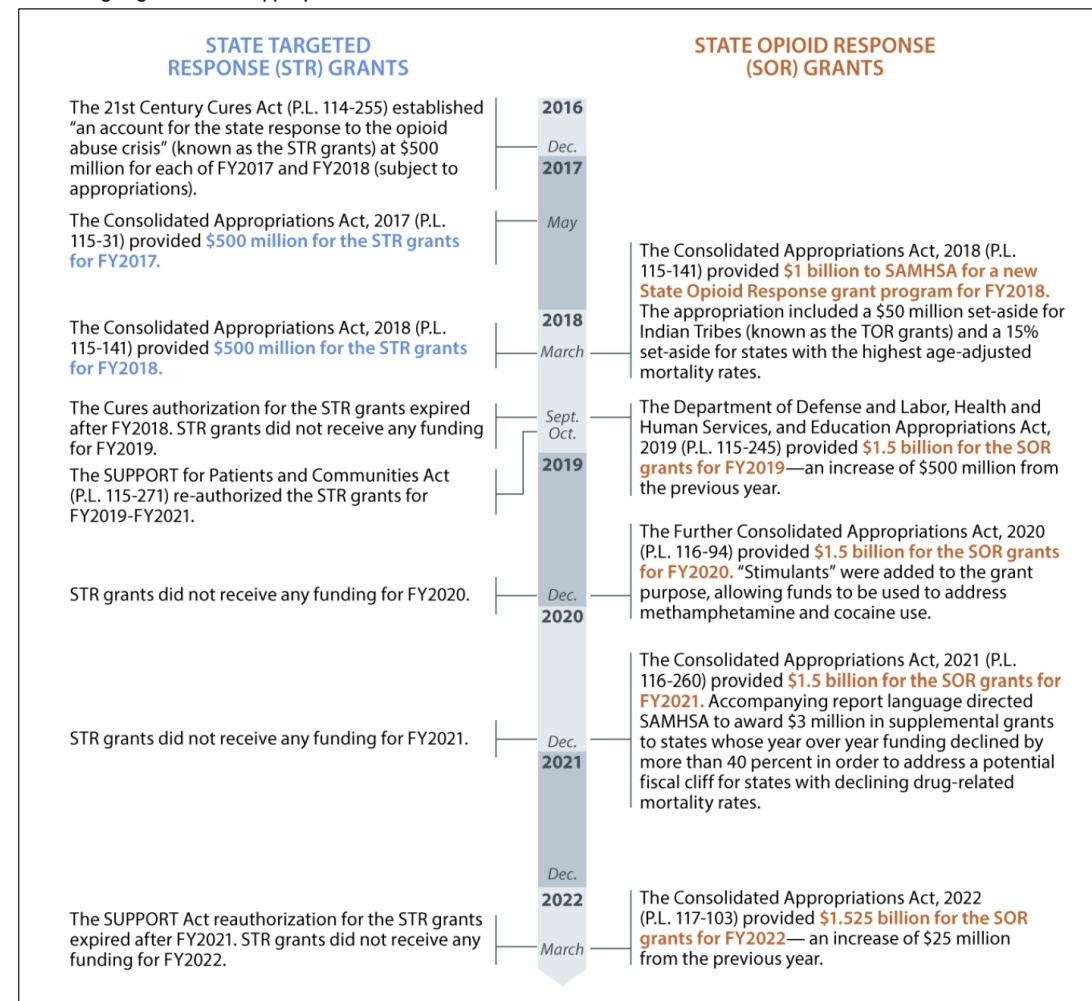 STATE TARGETED
RESPONSE (STR) GRANTS
The 21st Century Cures Act (P.L. 114-255) established
“an account for the state response to the opioid
abuse crisis” (known as the STR grants) at $500
million for each of FY2017 and FY2018 (subject to
appropriations).
The Consolidated Appropriations Act, 2017 (P.L.
115-31) provided $500 million for the STR grants
for FY2017.
The Consolidated Appropriations Act, 2018 (P.L.
115-141) provided $500 million for the STR grants
for FY2018.
The Cures authorization for the STR grants expired
after FY2018. STR grants did not receive any funding
for FY2019.
The SUPPORT for Patients and Communities Act
(P.L. 115-271) re-authorized the STR grants for
FY2019-FY2021.
STR grants did not receive any funding for FY2020.
STR grants did not receive any funding for FY2021.
The SUPPORT Act reauthorization for the STR grants
expired after FY2021. STR grants did not receive any
funding for FY2022.
2016
Dec.
2017
May
2018
March
Sept.
Oct.
2019
Dec.
2020
Dec.
2021
Dec.
2022
March
STATE OPIOID RESPONSE
(SOR) GRANTS
The Consolidated Appropriations Act, 2018 (P.L.
115-141) provided $1 billion to SAMHSA for a new
State Opioid Response grant program for FY2018.
The appropriation included a $50 million set-aside for
Indian Tribes (known as the TOR grants) and a 15%
set-aside for states with the highest age-adjusted
mortality rates.
The Department of Defense and Labor, Health and
Human Services, and Education Appropriations Act,
2019 (P.L. 115-245) provided $1.5 billion for the SOR
grants for FY2019—an increase of $500 million from
the previous year.
The Further Consolidated Appropriations Act, 2020
(P.L. 116-94) provided $1.5 billion for the SOR grants
for FY2020. “Stimulants” were added to the grant
purpose, allowing funds to be used to address
methamphetamine and cocaine use.
The Consolidated Appropriations Act, 2021 (P.L.
116-260) provided $1.5 billion for the SOR grants for
FY2021. Accompanying report language directed
SAMHSA to award $3 million in supplemental grants
to states whose year over year funding declined by
more than 40 percent in order to address a potential
fiscal cliff for states with declining drug-related
mortality rates.
The Consolidated Appropriations Act, 2022
(P.L. 117-103) provided $1.525 billion for the SOR
grants for FY2022— an increase of $25 million
from the previous year.